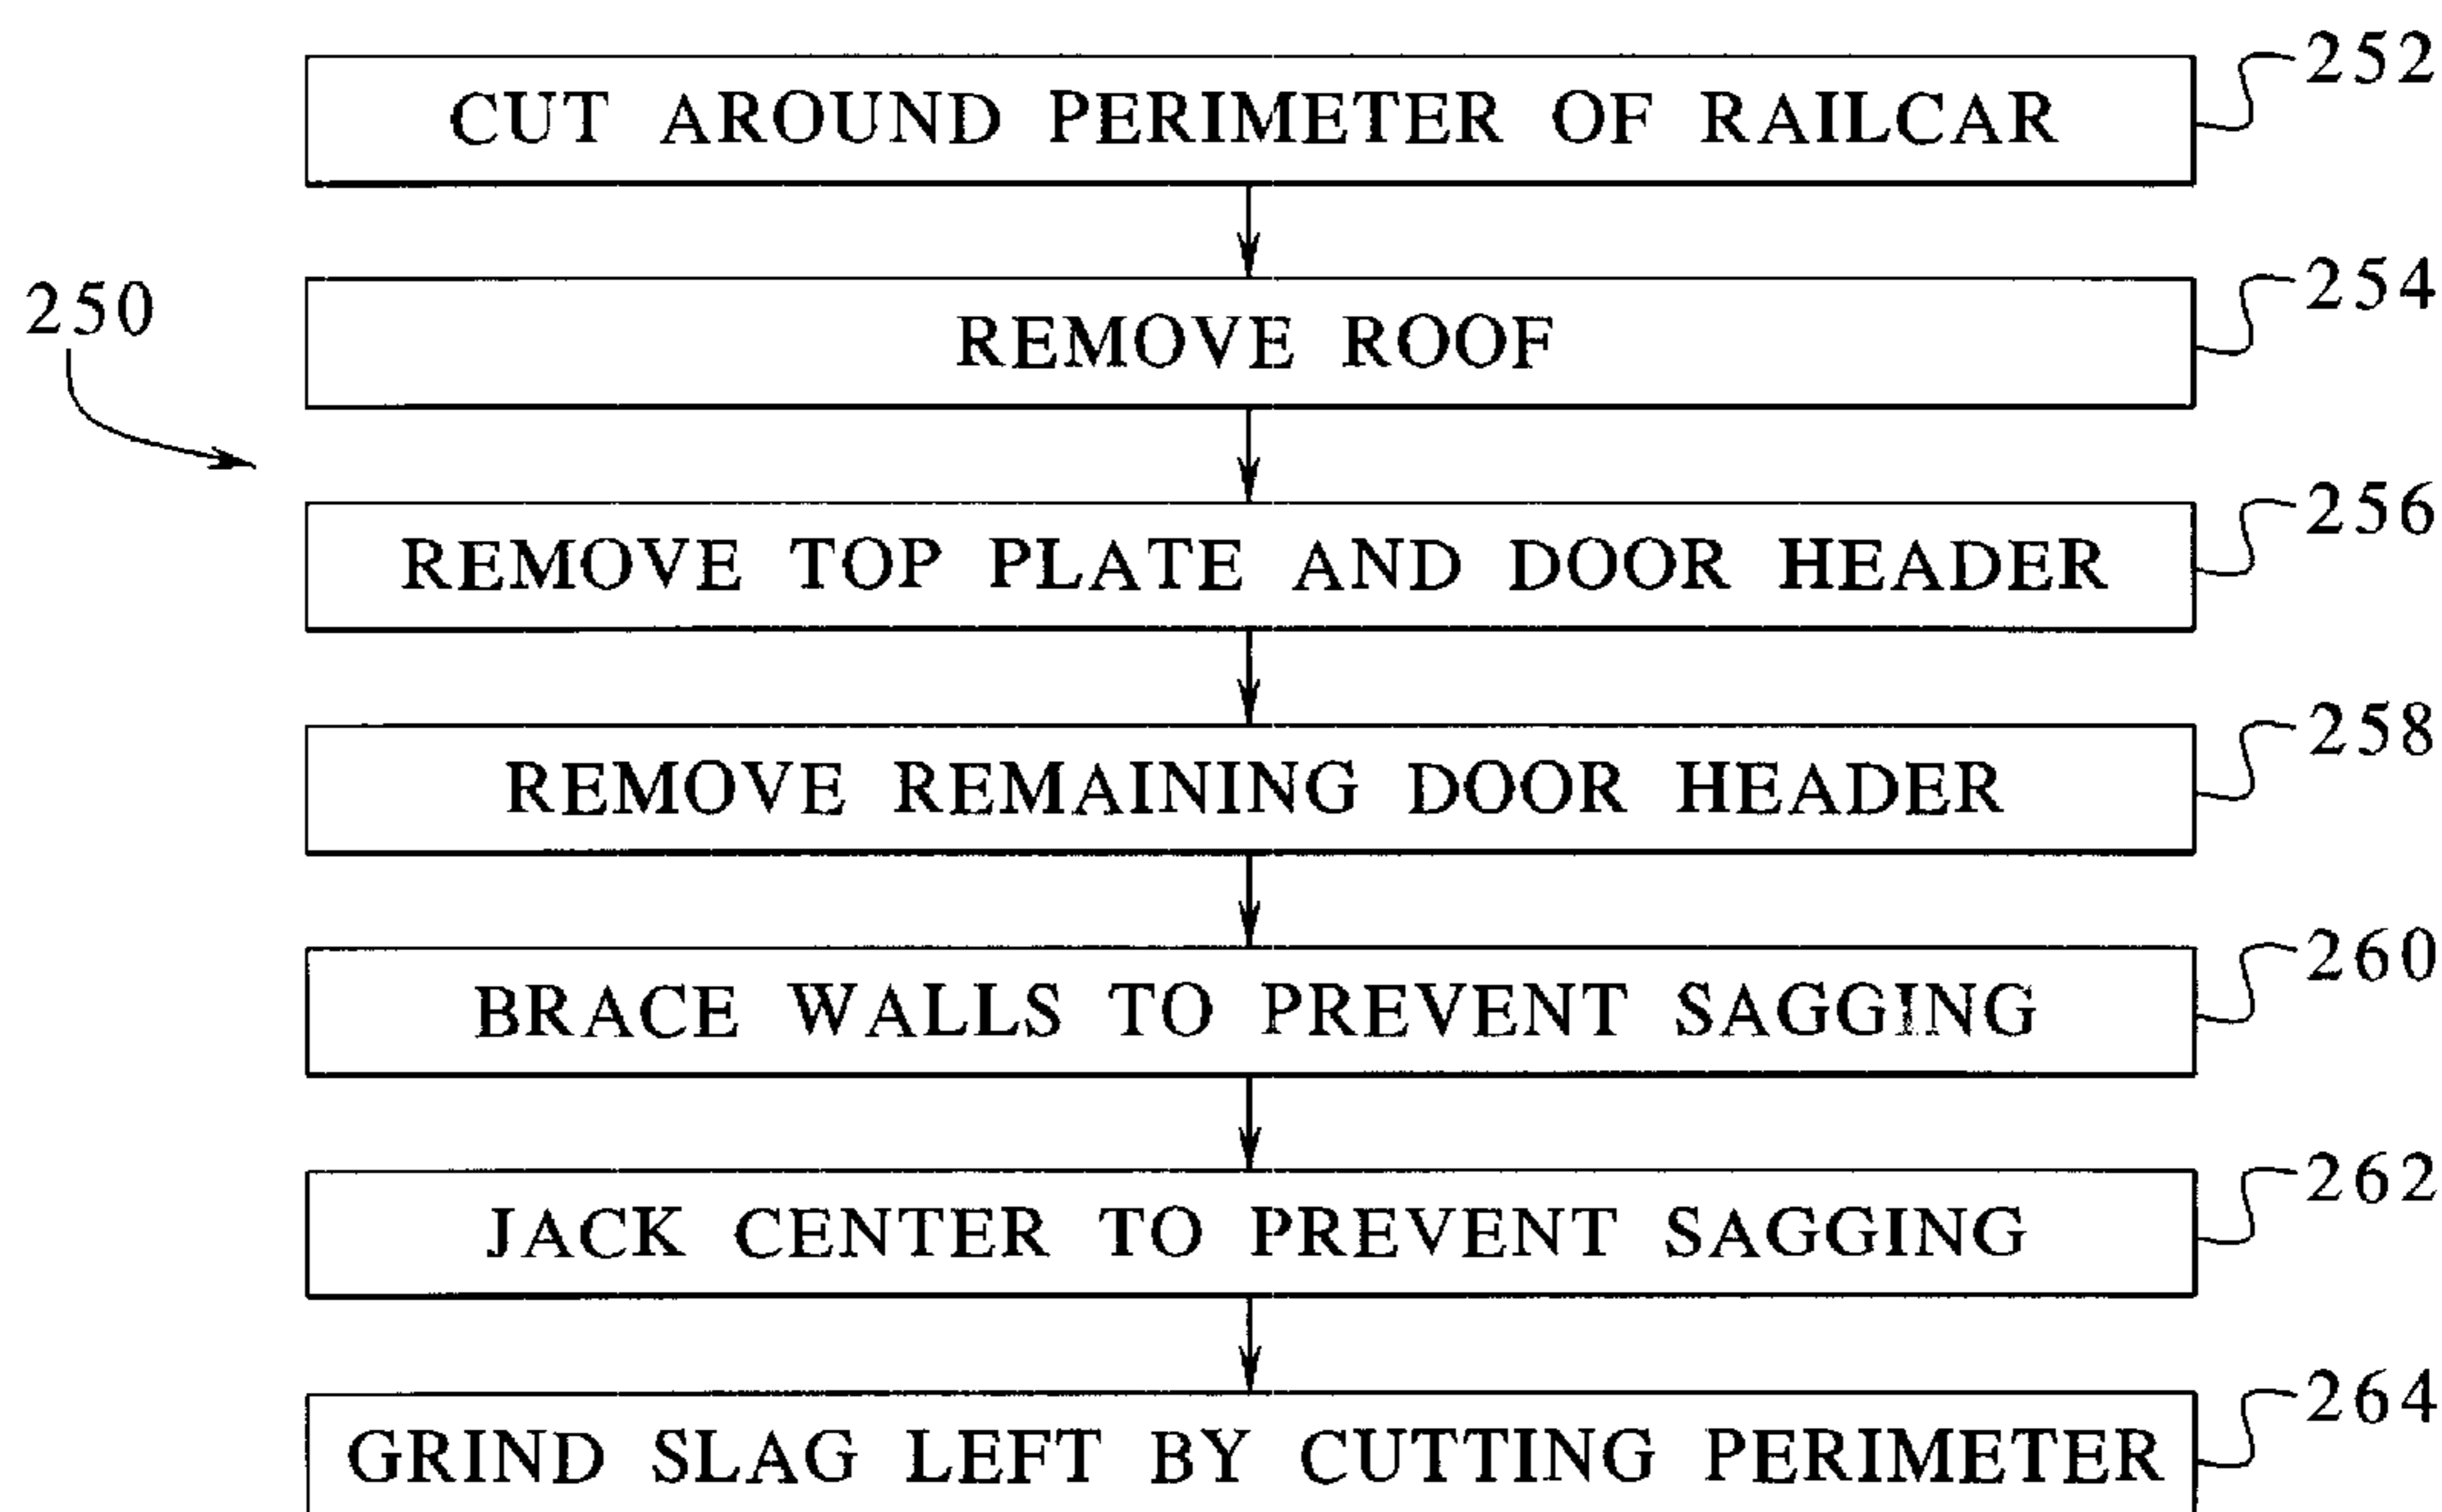 CUT AROUND PERIMETER OF RAILCAR
252
REMOVE ROOF
254
250
REMOVE TOP PLATE AND DOOR HEADER
256
REMOVE REMAINING DOOR HEADER
258
BRACE WALLS TO PREVENT SAGGING
260
JACK CENTER TO PREVENT SAGGING
262
GRIND SLAG LEFT BY CUTTING PERIMETER
264